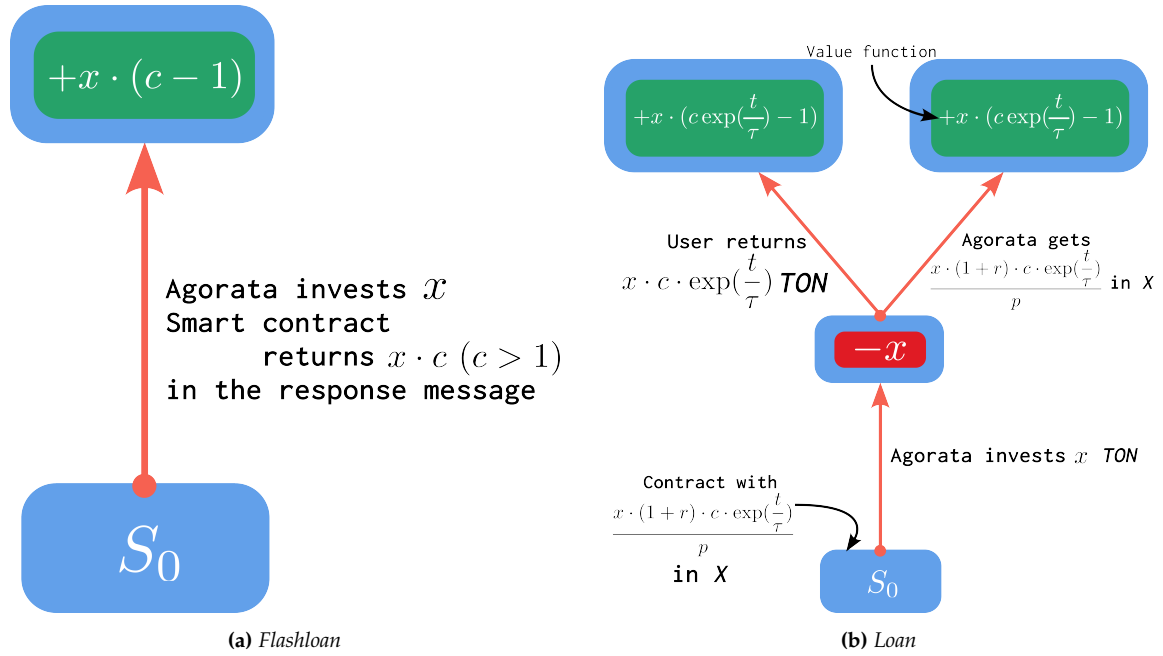 +x · (c − 1)
Agorata invests x
Smart contract
returns x · c (c > 1)
in the response message
S₀
(a) Flashloan
Value function
+x · (c exp(t/τ) − 1)
+x · (c exp(t/τ) − 1)
User returns
x · c · exp(t/τ) TON
Agorata gets
x · (1 + r) · c · exp(t/τ)
p
in X
−x
Agorata invests x TON
Contract with
x · (1 + r) · c · exp(t/τ)
p
in X
S₀
(b) Loan